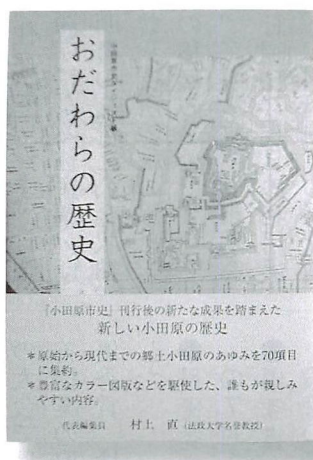 おだわらの歴史
『小田原市史』刊行後の新たな成果を踏まえた
新しい小田原の歴史
*原始から現代までの郷土小田原のあゆみを70項目
に集約。
*豊富なカラー図版などを駆使した、誰もが親しみ
やすい内容。
代表編集員 村上 直（法政大学名誉教授）